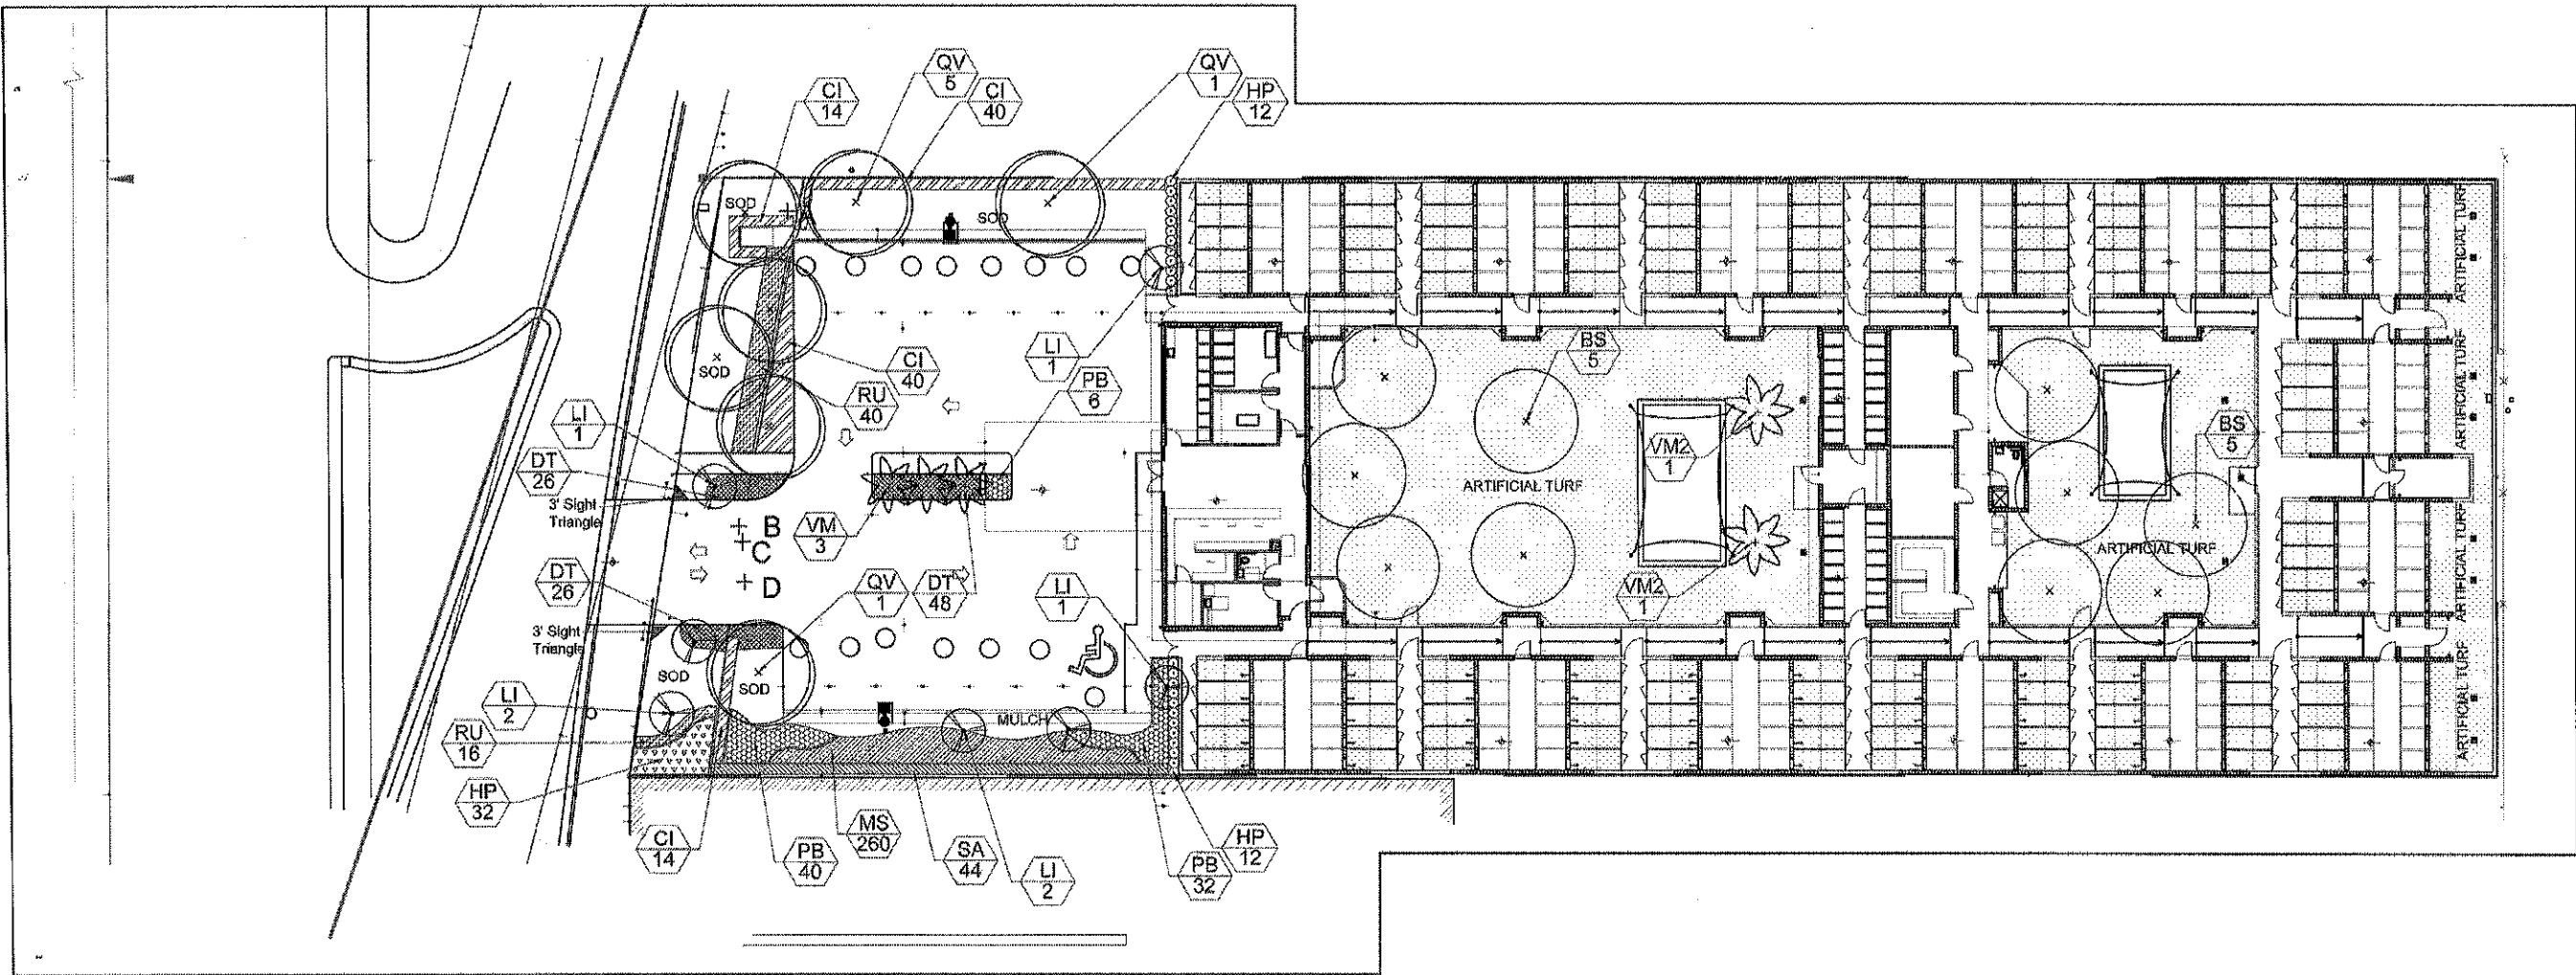 QV
5
QV
1
CI
14
CI
40
HP
12
SOD
SOD
ARTIFICIAL TURF
SOD
CI
40
LI
1
BS
5
PB
6
RU
40
ARTIFICIAL TURF
LI
1
VM2
1
BS
5
DT
26
ARTIFICIAL TURF
3' Sight
Triangle
B
VM
3
C
ARTIFICIAL TURF
ARTIFICIAL TURF
DT
26
D
QV
1
DT
48
LI
1
VM2
1
3' Sight
Triangle
SOD
SOD
LI
2
MULCH
ARTIFICIAL TURF
RU
16
HP
32
CI
14
PB
40
MS
260
SA
44
LI
2
PB
32
HP
12